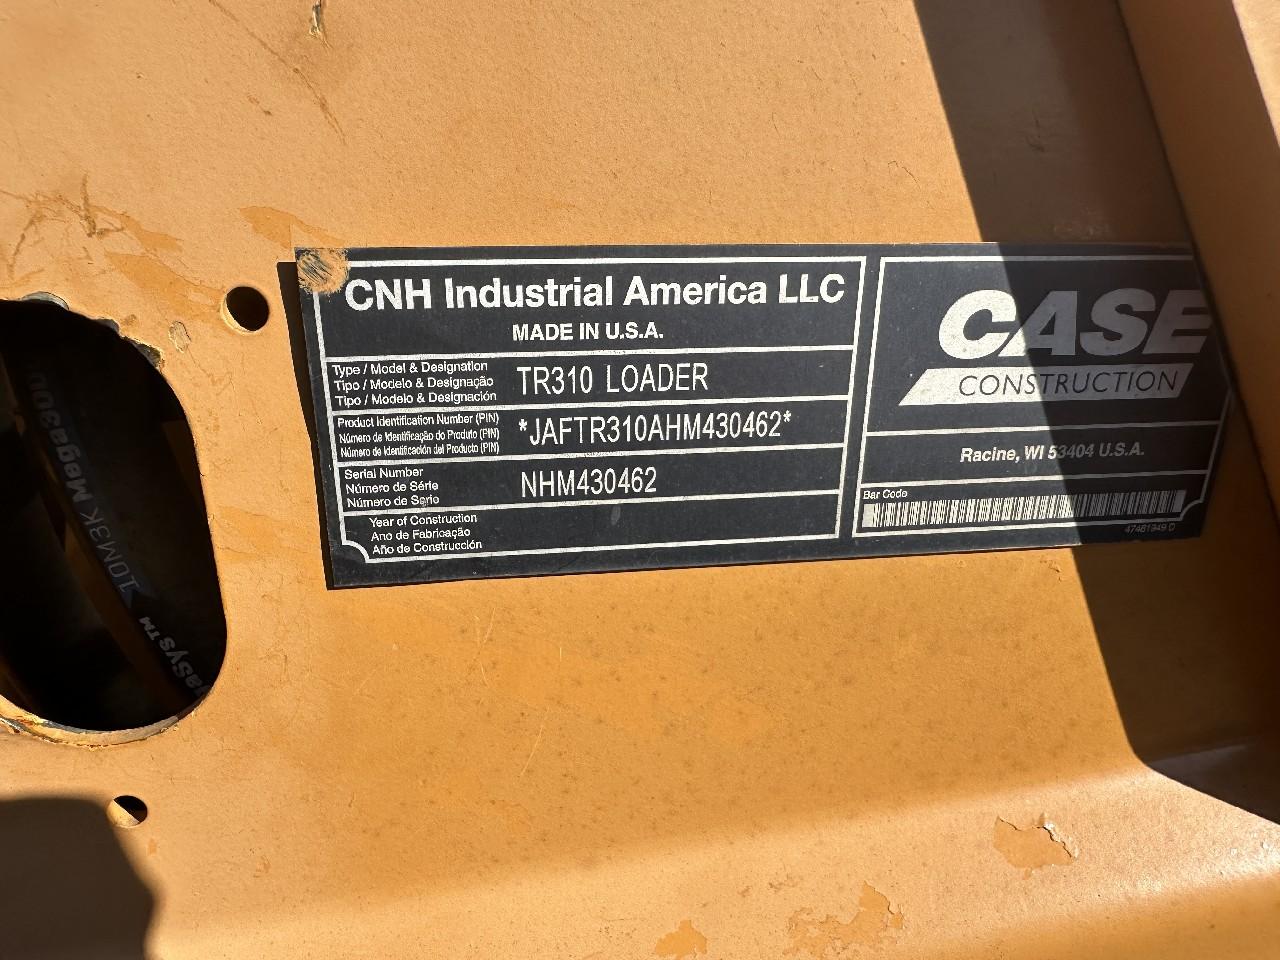 CNH Industrial America LLC
MADE IN U.S.A.
Type / Model & Designation
Tipo / Modelo & Designação
Tipo / Modelo & Designación
TR310 LOADER
Product Identification Number (PIN)
Número de Identificação do Produto (PIN)
Número de Identificación del Producto (PIN)
*JAFTR310AHM430462*
Serial Number
Número de Série
Número de Serio
NHM430462
Year of Construction
Ano de Fabricação
Año de Construcción
CASE
CONSTRUCTION
Racine, WI 53404 U.S.A.
Bar Code
47461949 D
10M3K Mega300